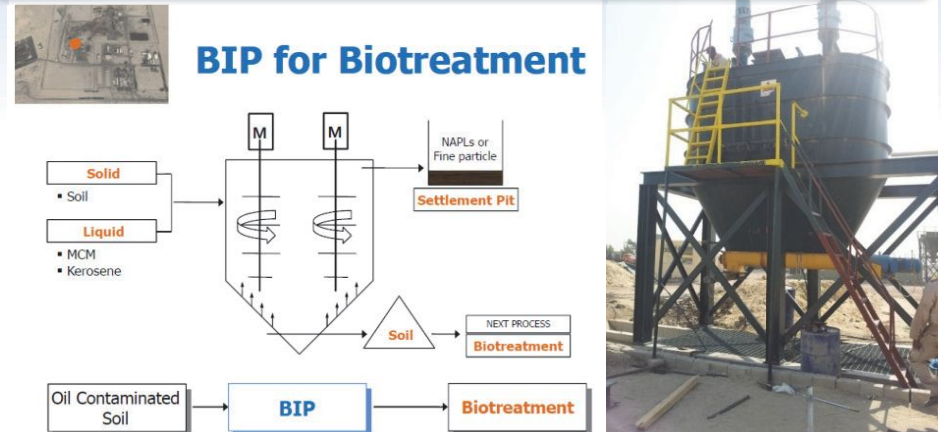 BIP for Biotreatment
M
M
NAPLs or
Fine particle
Settlement Pit
Solid
▪ Soil
Liquid
▪ MCM
▪ Kerosene
Soil
NEXT PROCESS
Biotreatment
Oil Contaminated
Soil
BIP
Biotreatment